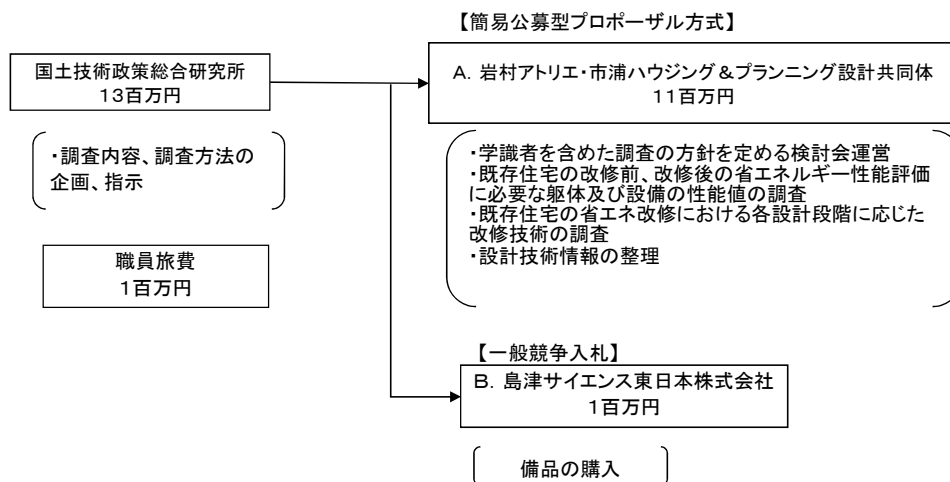 【簡易公募型プロポーザル方式】
国土技術政策総合研究所
13百万円
A. 岩村アトリエ・市浦ハウジング&プランニング設計共同体
11百万円
・調査内容、調査方法の
企画、指示
・学識者を含めた調査の方針を定める検討会運営
・既存住宅の改修前、改修後の省エネルギー性能評価
に必要な躯体及び設備の性能値の調査
・既存住宅の省エネ改修における各設計段階に応じた
改修技術の調査
・設計技術情報の整理
職員旅費
1百万円
【一般競争入札】
B. 島津サイエンス東日本株式会社
1百万円
備品の購入